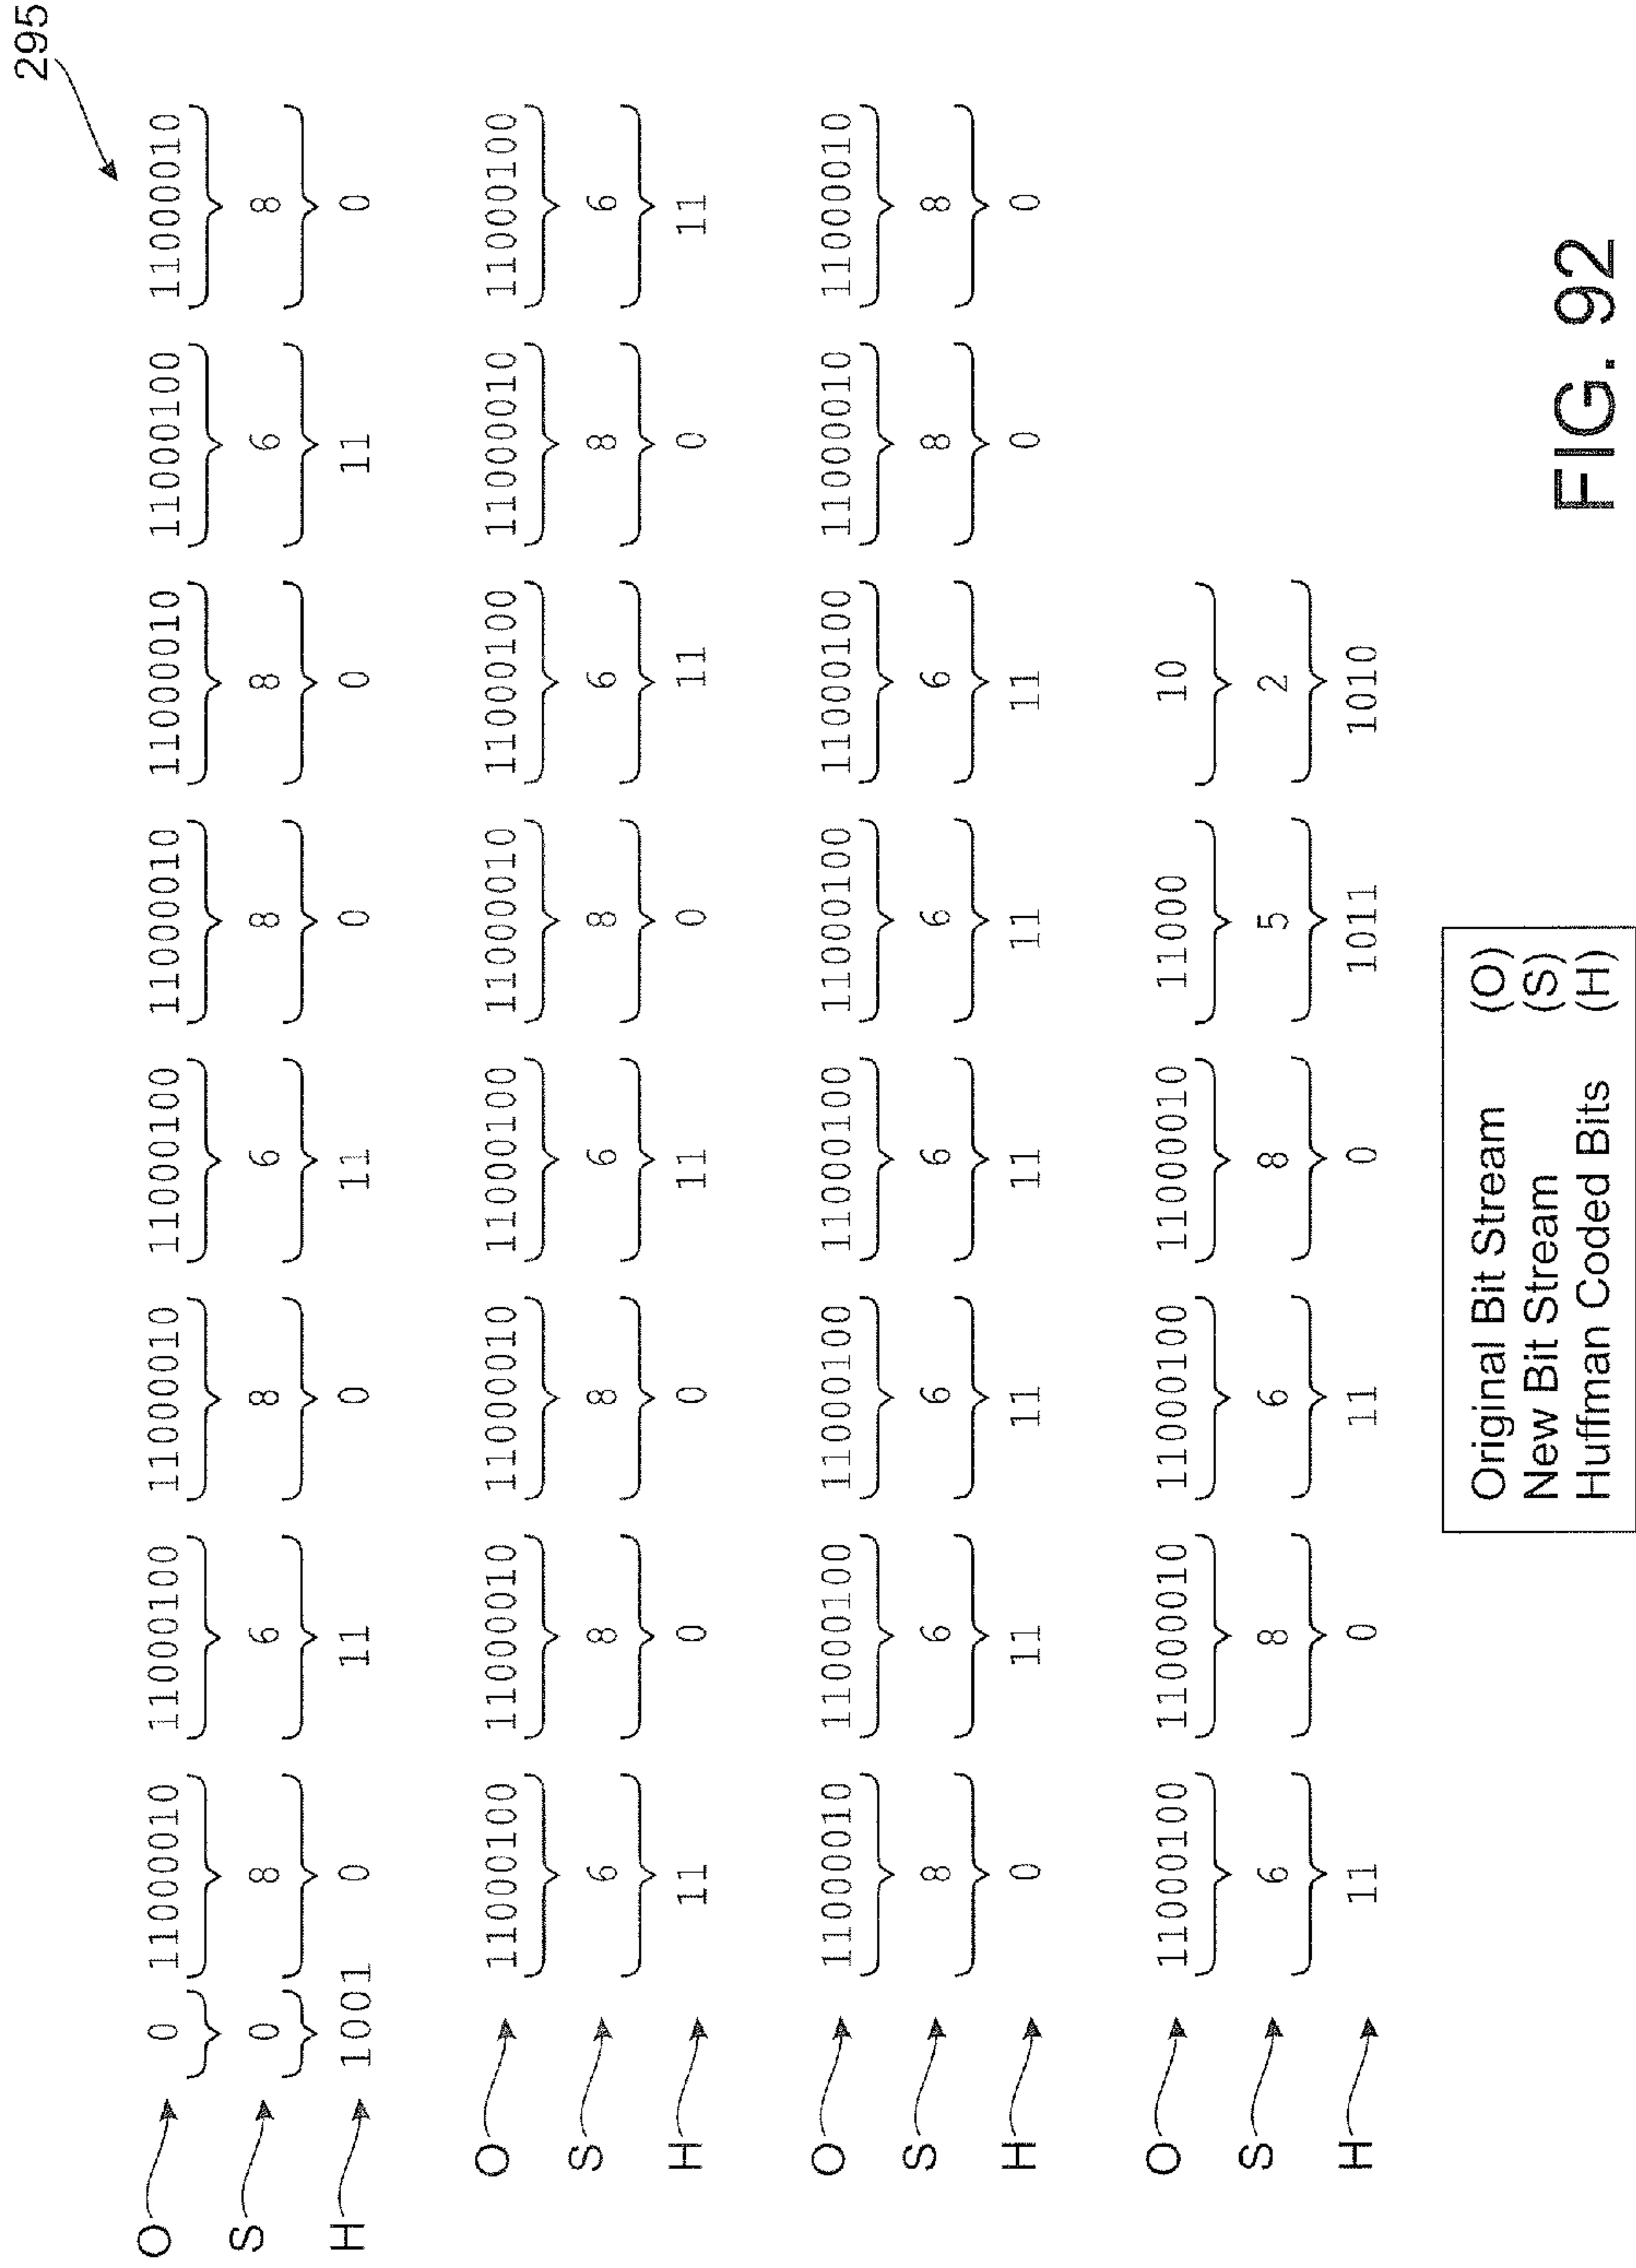 295
O 0 11000010 11000100 11000010 11000100 11000010 11000010 11000100 11000010
S 0 8 6 8 6 8 8 6 8
H 1001 0 11 0 11 0 0 11 0
O 11000100 11000010 11000010 11000100 11000010 11000100 11000010 11000100
S 6 8 8 6 8 6 8 6
H 11 0 0 11 0 11 0 11
O 11000010 11000100 11000100 11000100 11000100 11000100 11000010 11000010
S 8 6 6 6 6 6 8 8
H 0 11 11 11 11 11 0 0
O 11000100 11000010 11000100 11000010 11000 10
S 6 8 6 8 5 2
H 11 0 11 0 1011 1010
Original Bit Stream (O)
New Bit Stream (S)
Huffman Coded Bits (H)
FIG. 92